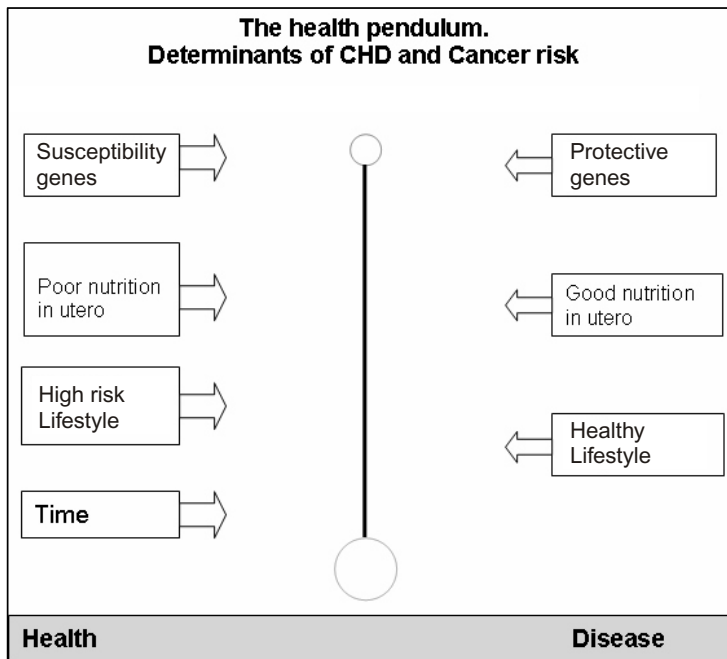 The health pendulum.
Determinants of CHD and Cancer risk
Susceptibility
genes
Protective
genes
Poor nutrition
in utero
Good nutrition
in utero
High risk
Lifestyle
Healthy
Lifestyle
Time
Health
Disease